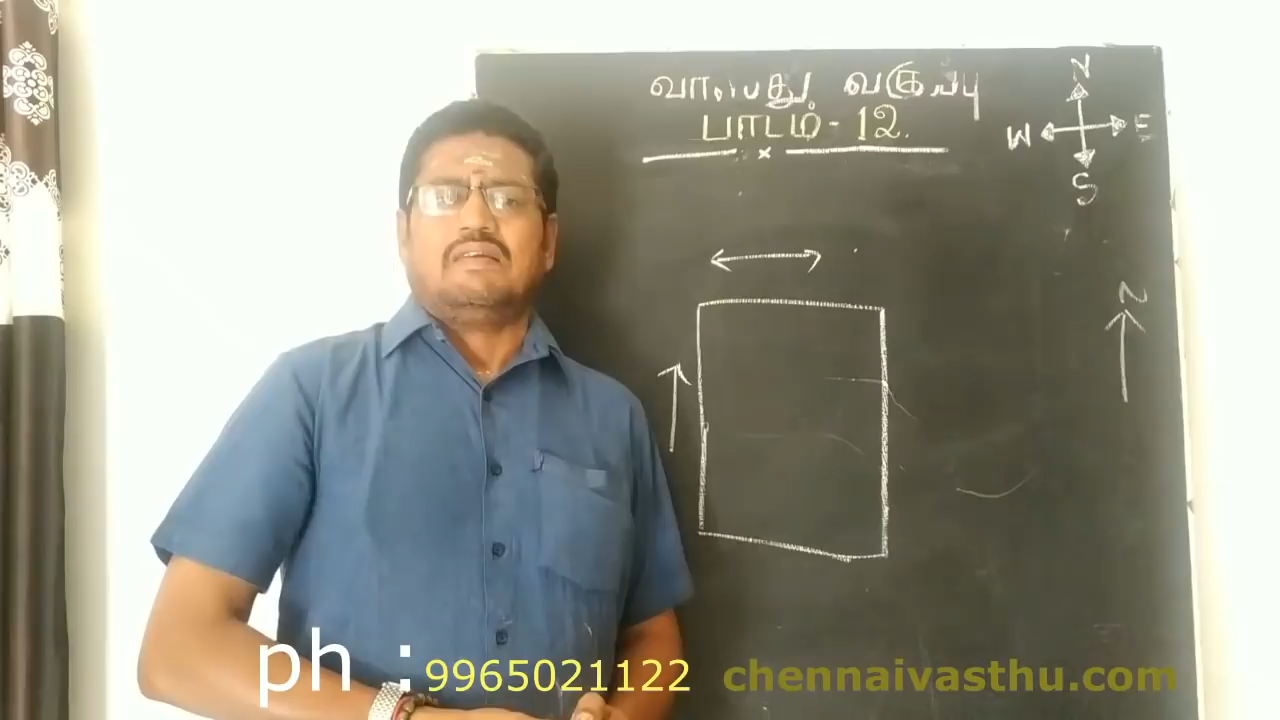 வாஸ்து வகுப்பு
பாடம் - 12.
x
N
W E
S
N
ph : 9965021122 chennaivasthu.com